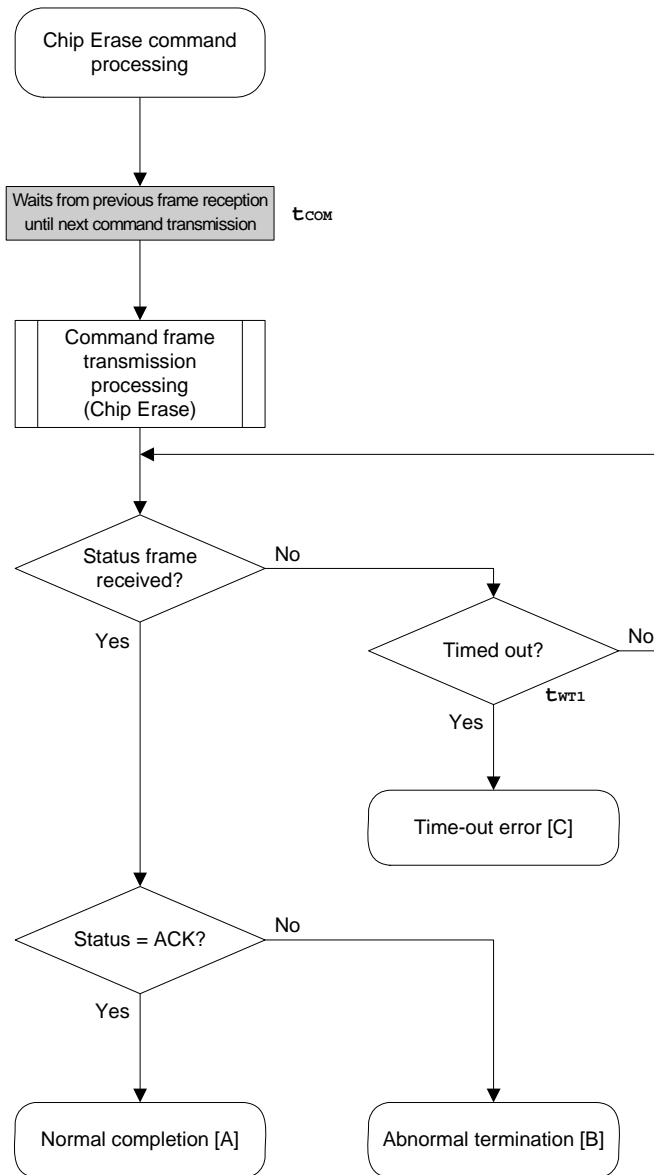 Chip Erase command
processing
Waits from previous frame reception
until next command transmission
tCOM
Command frame
transmission
processing
(Chip Erase)
Status frame
received?
No
Yes
Timed out?
No
tWT1
Yes
Time-out error [C]
Status = ACK?
No
Yes
Normal completion [A]
Abnormal termination [B]